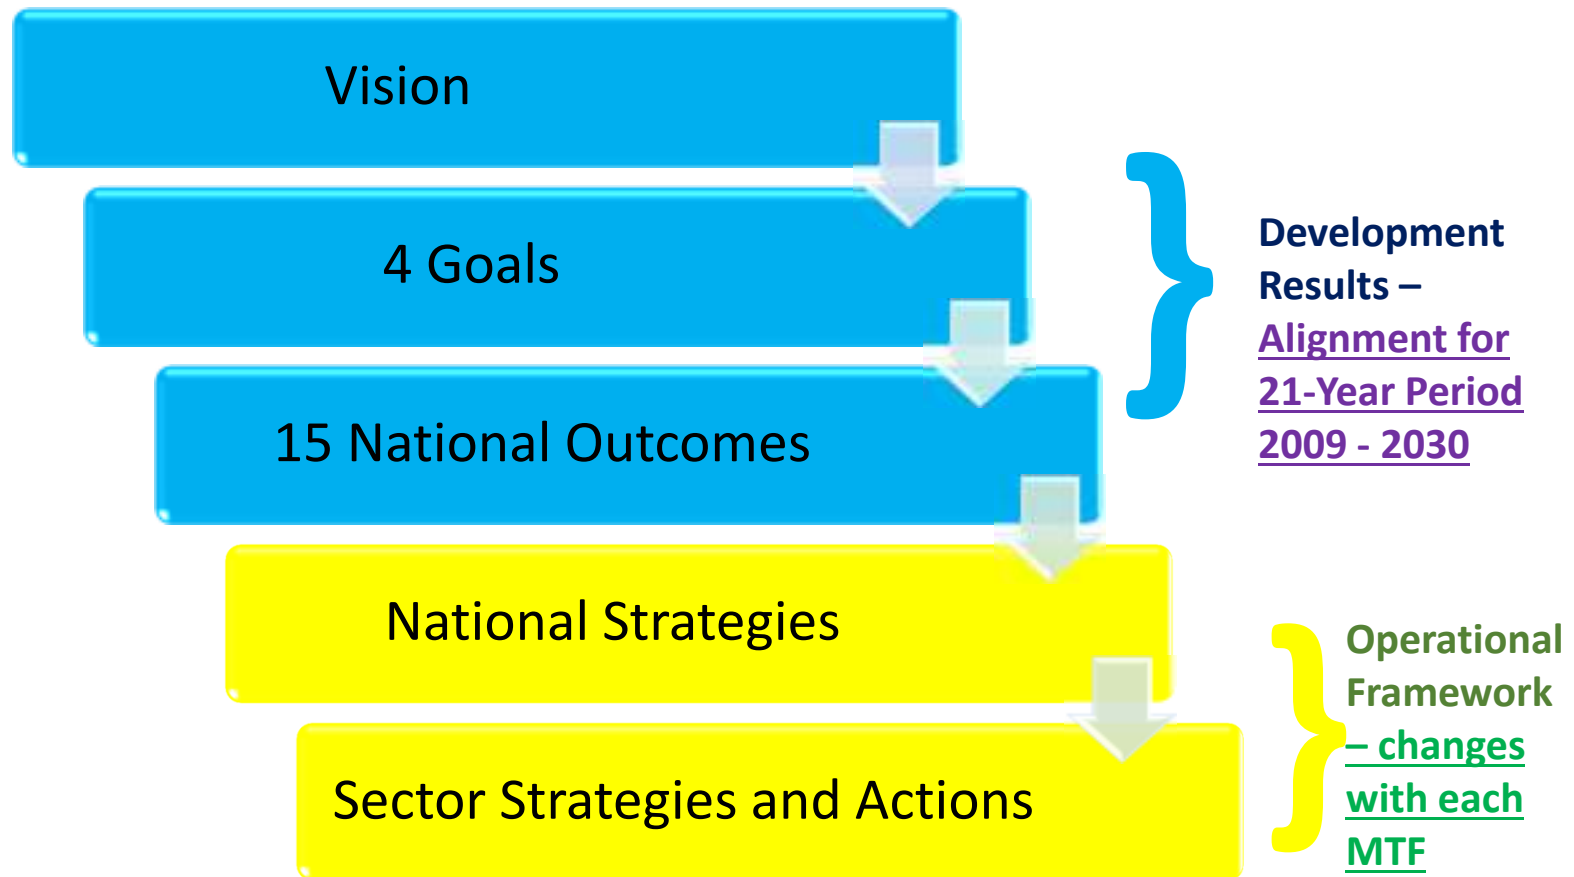 Vision
4 Goals
15 National Outcomes
National Strategies
Sector Strategies and Actions
Development
Results –
Alignment for
21-Year Period
2009 - 2030
Operational
Framework
– changes
with each
MTF